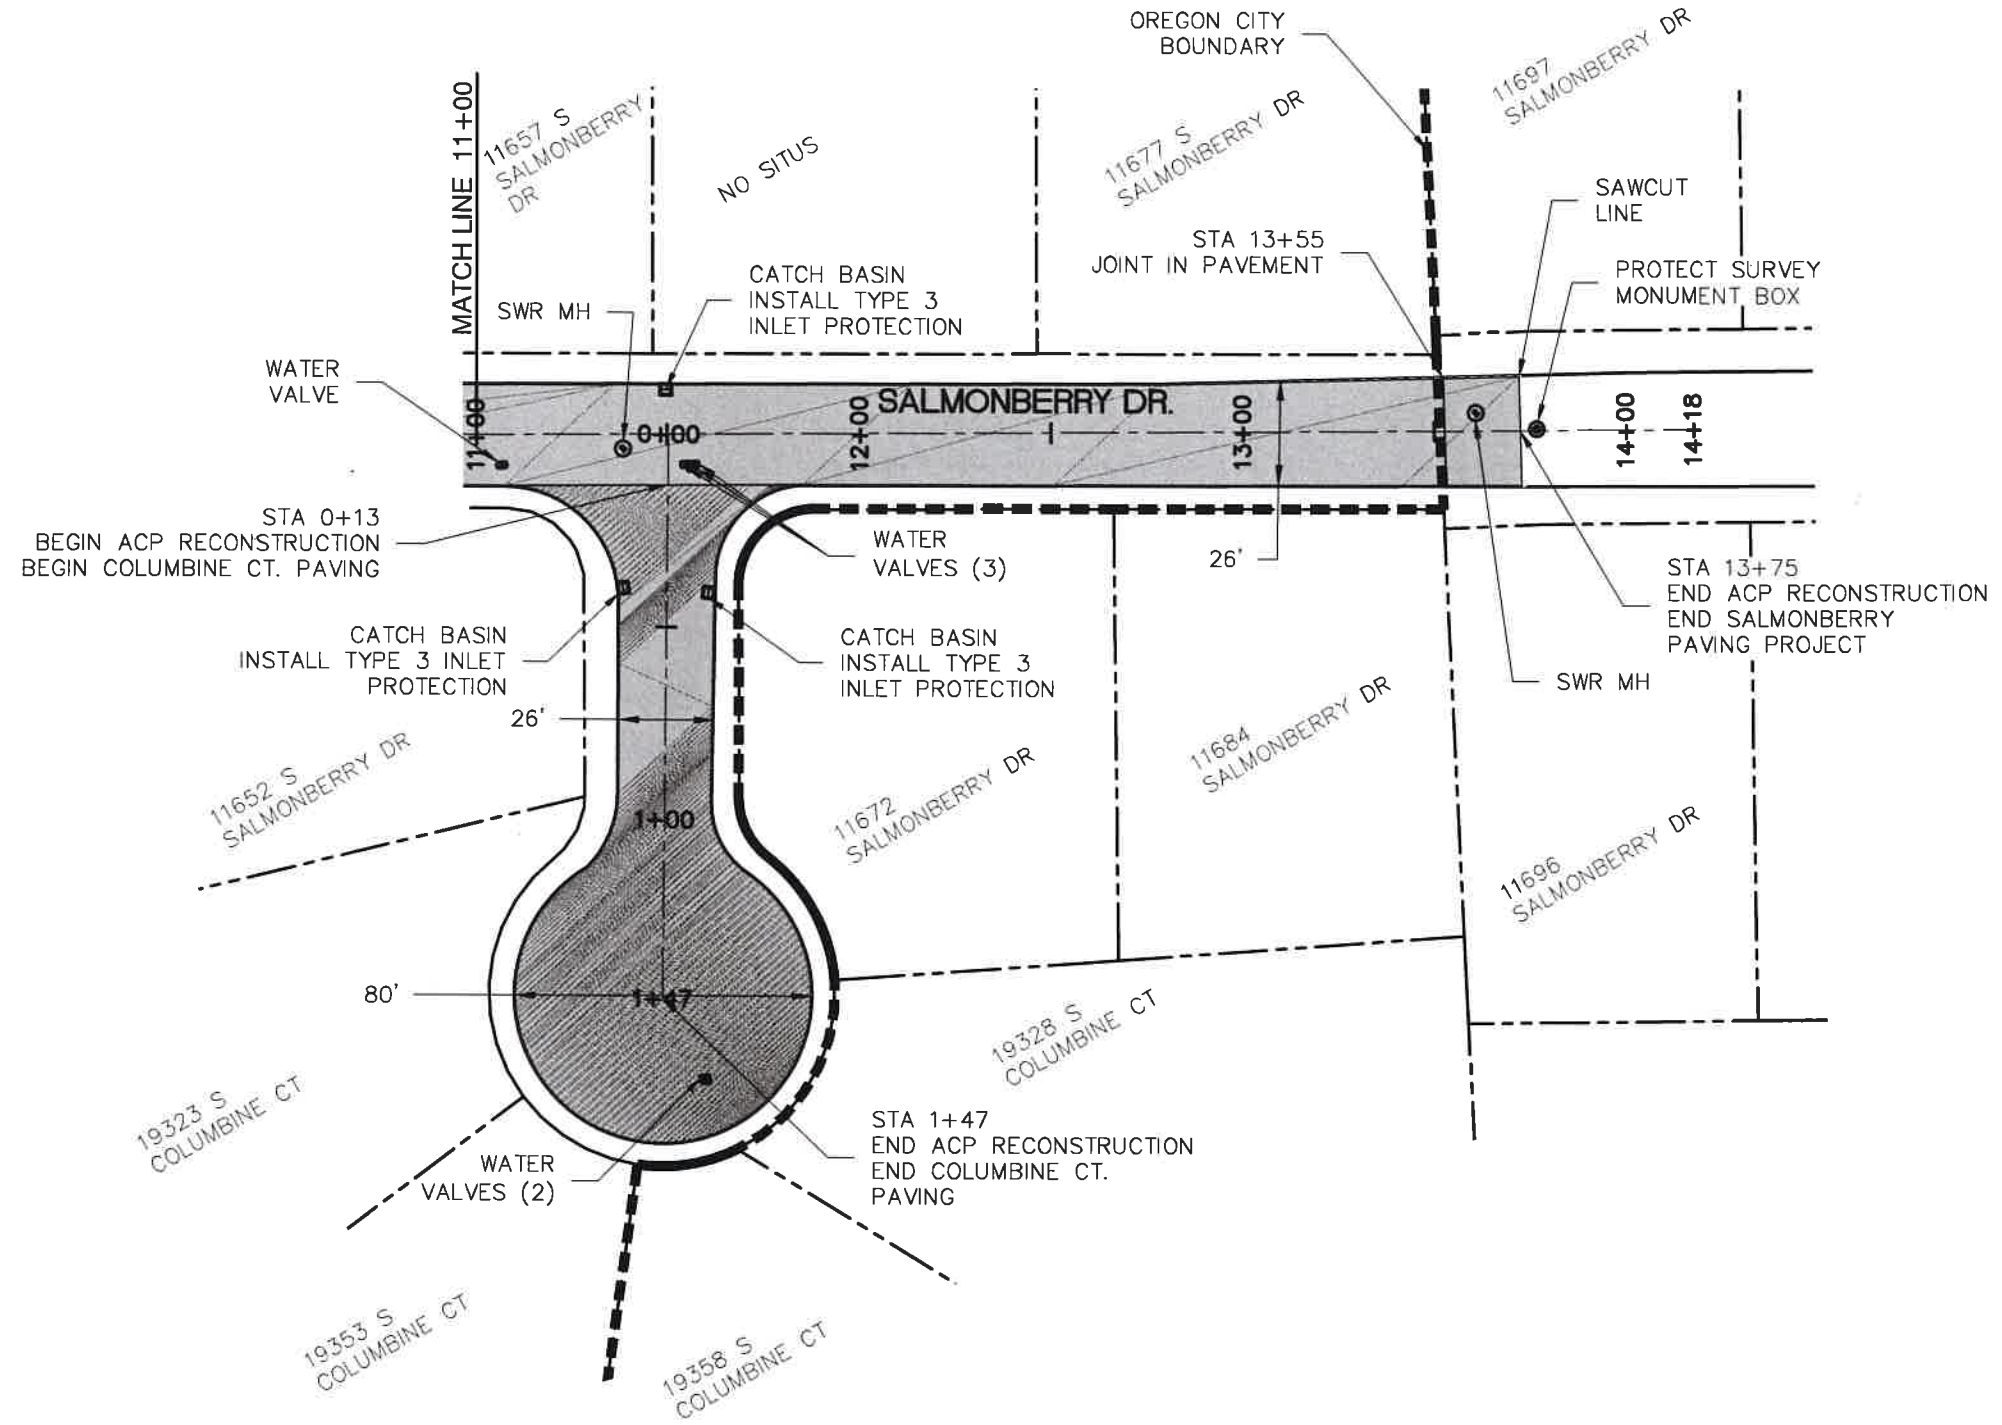 OREGON CITY
BOUNDARY
11697
SALMONBERRY DR
MATCH LINE 11+00
11657 S
SALMONBERRY
DR
NO SITUS
11677 S
SALMONBERRY DR
SAWCUT
LINE
STA 13+55
JOINT IN PAVEMENT
PROTECT SURVEY
MONUMENT BOX
CATCH BASIN
INSTALL TYPE 3
INLET PROTECTION
SWR MH
WATER
VALVE
SALMONBERRY DR.
11+00
0+00
12+00
13+00
14+00
14+18
STA 0+13
BEGIN ACP RECONSTRUCTION
BEGIN COLUMBINE CT. PAVING
WATER
VALVES (3)
26'
STA 13+75
END ACP RECONSTRUCTION
END SALMONBERRY
PAVING PROJECT
CATCH BASIN
INSTALL TYPE 3 INLET
PROTECTION
CATCH BASIN
INSTALL TYPE 3
INLET PROTECTION
SWR MH
26'
11652 S
SALMONBERRY DR
1+00
11672
SALMONBERRY DR
11684
SALMONBERRY DR
11696
SALMONBERRY DR
80'
1+47
19328 S
COLUMBINE CT
19323 S
COLUMBINE CT
WATER
VALVES (2)
STA 1+47
END ACP RECONSTRUCTION
END COLUMBINE CT.
PAVING
19353 S
COLUMBINE CT
19358 S
COLUMBINE CT